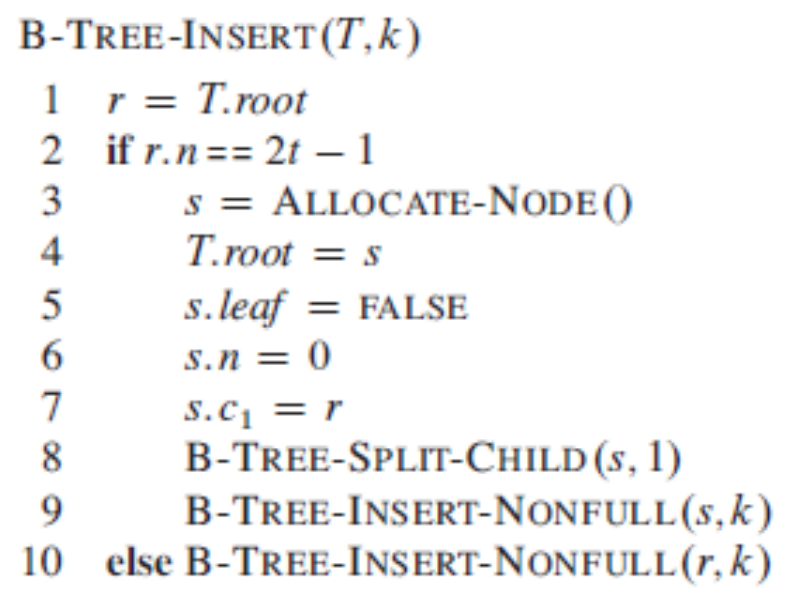 B-TREE-INSERT(T, k)
1 r = T.root
2 if r.n == 2t − 1
3 s = ALLOCATE-NODE()
4 T.root = s
5 s.leaf = FALSE
6 s.n = 0
7 s.c₁ = r
8 B-TREE-SPLIT-CHILD(s, 1)
9 B-TREE-INSERT-NONFULL(s, k)
10 else B-TREE-INSERT-NONFULL(r, k)